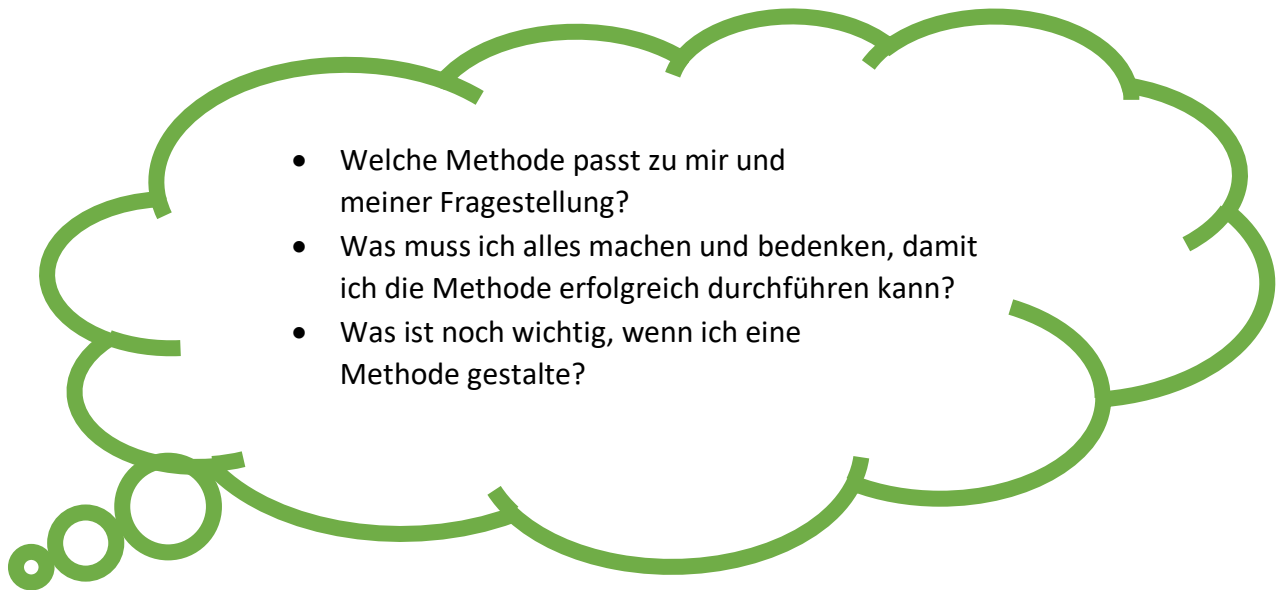 • Welche Methode passt zu mir und
meiner Fragestellung?
• Was muss ich alles machen und bedenken, damit
ich die Methode erfolgreich durchführen kann?
• Was ist noch wichtig, wenn ich eine
Methode gestalte?